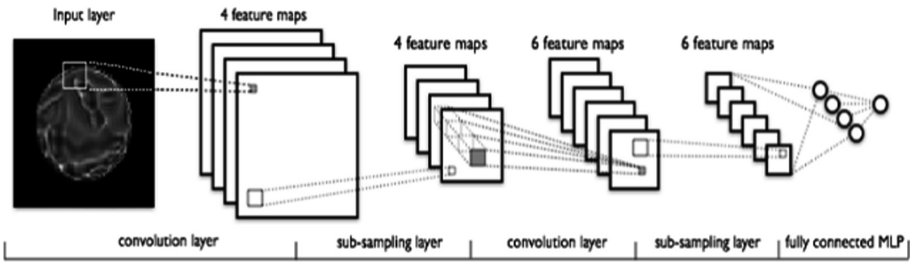 Input layer
4 feature maps
4 feature maps
6 feature maps
6 feature maps
convolution layer
sub-sampling layer
convolution layer
sub-sampling layer
fully connected MLP